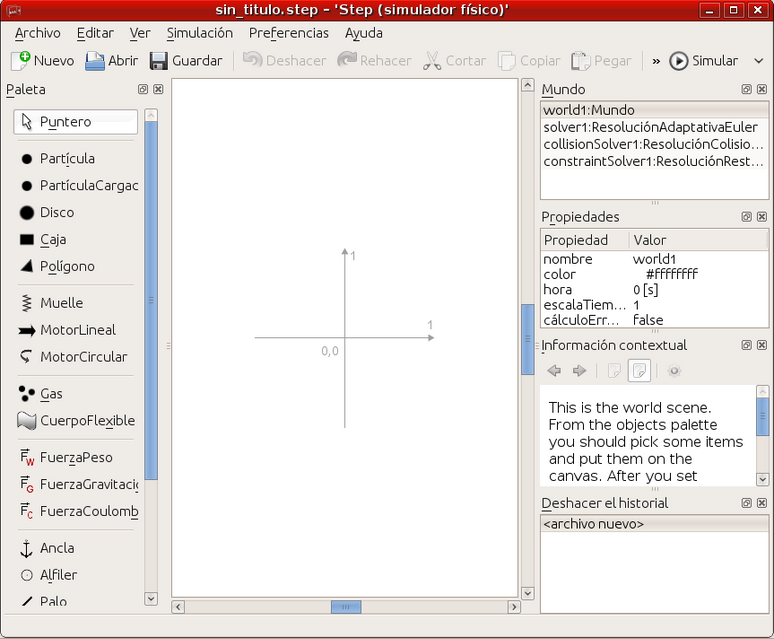 sin_titulo.step – 'Step (simulador físico)'
Archivo Editar Ver Simulación Preferencias Ayuda
Nuevo Abrir Guardar Deshacer Rehacer Cortar Copiar Pegar » Simular
Paleta
Puntero
Partícula
PartículaCargad
Disco
Caja
Polígono
Muelle
MotorLineal
MotorCircular
Gas
CuerpoFlexible
FuerzaPeso
FuerzaGravitaci
FuerzaCoulomb
Ancla
Alfiler
Palo
1
1
0,0
Mundo
world1:Mundo
solver1:ResoluciónAdaptativaEuler
collisionSolver1:ResoluciónColisio...
constraintSolver1:ResoluciónRest...
Propiedades
Propiedad Valor
nombre world1
color #ffffffff
hora 0 [s]
escalaTiem... 1
cálculoErr... false
Información contextual
This is the world scene.
From the objects palette
you should pick some items
and put them on the
canvas. After you set
Deshacer el historial
<archivo nuevo>